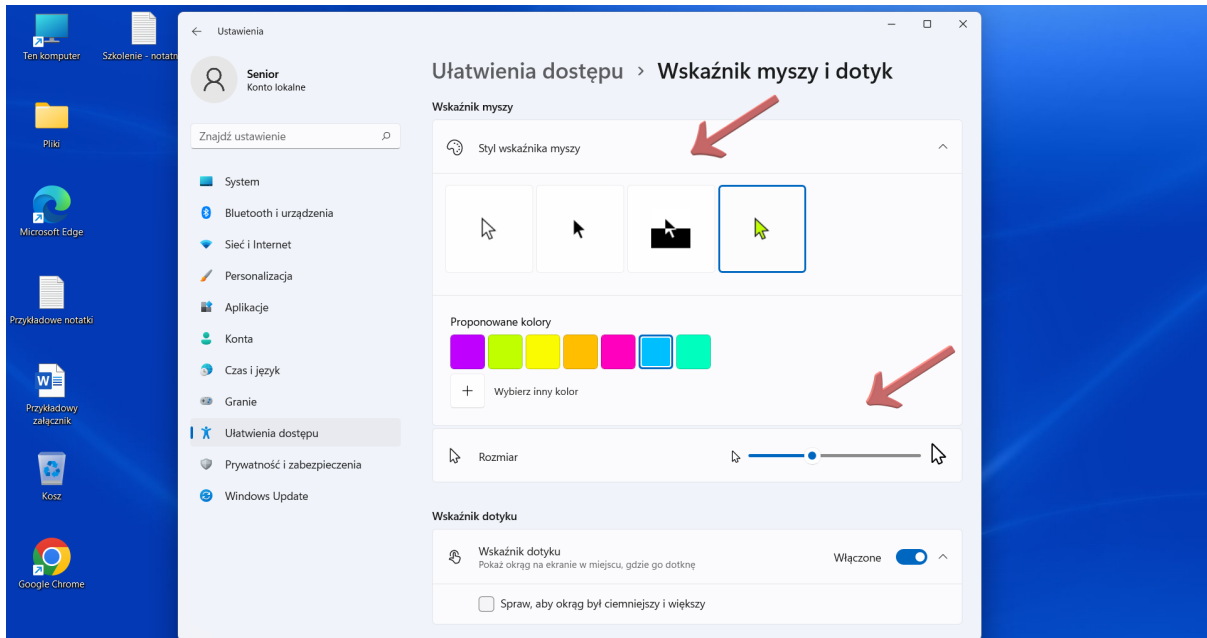 Ten komputer
Szkolenie - notatn
Pliki
Microsoft Edge
Przykładowe notatki
Przykładowy
załącznik
Kosz
Google Chrome
Ustawienia
Senior
Konto lokalne
Znajdź ustawienie
System
Bluetooth i urządzenia
Sieć i Internet
Personalizacja
Aplikacje
Konta
Czas i język
Granie
Ułatwienia dostępu
Prywatność i zabezpieczenia
Windows Update
Ułatwienia dostępu > Wskaźnik myszy i dotyk
Wskaźnik myszy
Styl wskaźnika myszy
Proponowane kolory
Wybierz inny kolor
Rozmiar
Wskaźnik dotyku
Wskaźnik dotyku
Pokaż okrąg na ekranie w miejscu, gdzie go dotknę
Włączone
Spraw, aby okrąg był ciemniejszy i większy